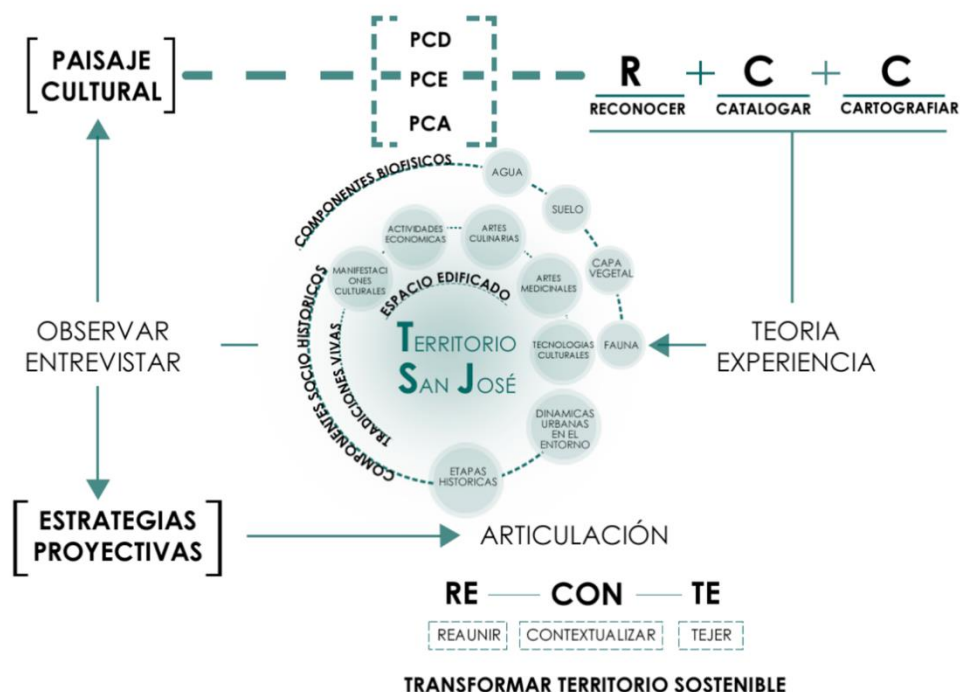 PAISAJE
CULTURAL
PCD
PCE
PCA
R + C + C
RECONOCER CATALOGAR CARTOGRAFIAR
COMPONENTES BIOFISICOS
AGUA
SUELO
CAPA
VEGETAL
FAUNA
ACTIVIDADES
ECONOMICAS
ARTES
CULINARIAS
MANIFESTACI
ONES
CULTURALES
ESPACIO EDIFICADO
ARTES
MEDICINALES
TECNOLOGIAS
CULTURALES
COMPONENTES SOCIO HISTORICOS
TRADICIONES VIVAS
TERRITORIO
SAN JOSÉ
DINAMICAS
URBANAS
EN EL
ENTORNO
ETAPAS
HISTORICAS
OBSERVAR
ENTREVISTAR
TEORIA
EXPERIENCIA
ESTRATEGIAS
PROYECTIVAS
ARTICULACIÓN
RE CON TE
REAUNIR CONTEXTUALIZAR TEJER
TRANSFORMAR TERRITORIO SOSTENIBLE